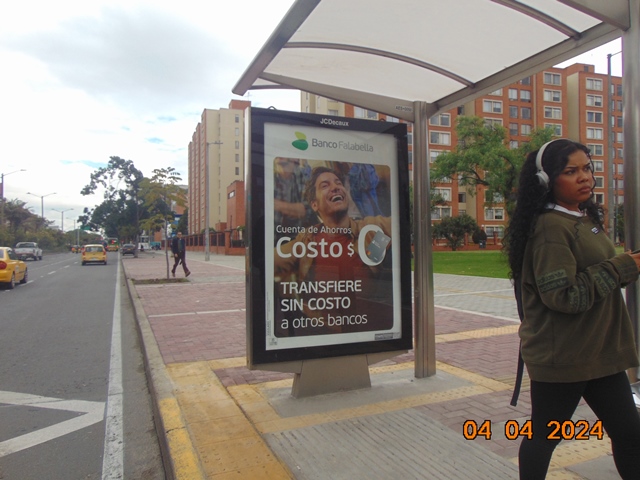 JCDecaux
Banco Falabella
Cuenta de Ahorros
Costo $0
TRANSFIERE
SIN COSTO
a otros bancos
04 04 2024